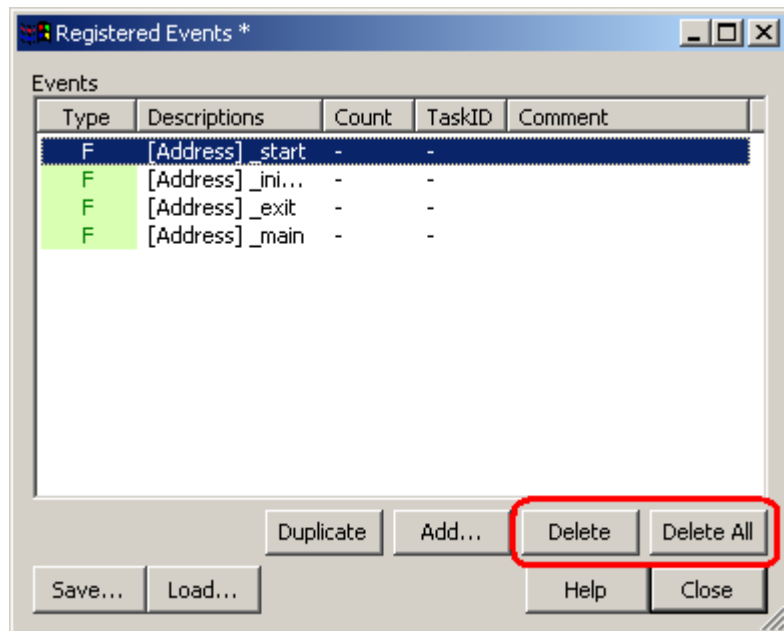 Registered Events *
Events
Type Descriptions Count TaskID Comment
F [Address] _start - -
F [Address] _ini... - -
F [Address] _exit - -
F [Address] _main - -
Duplicate Add... Delete Delete All
Save... Load... Help Close